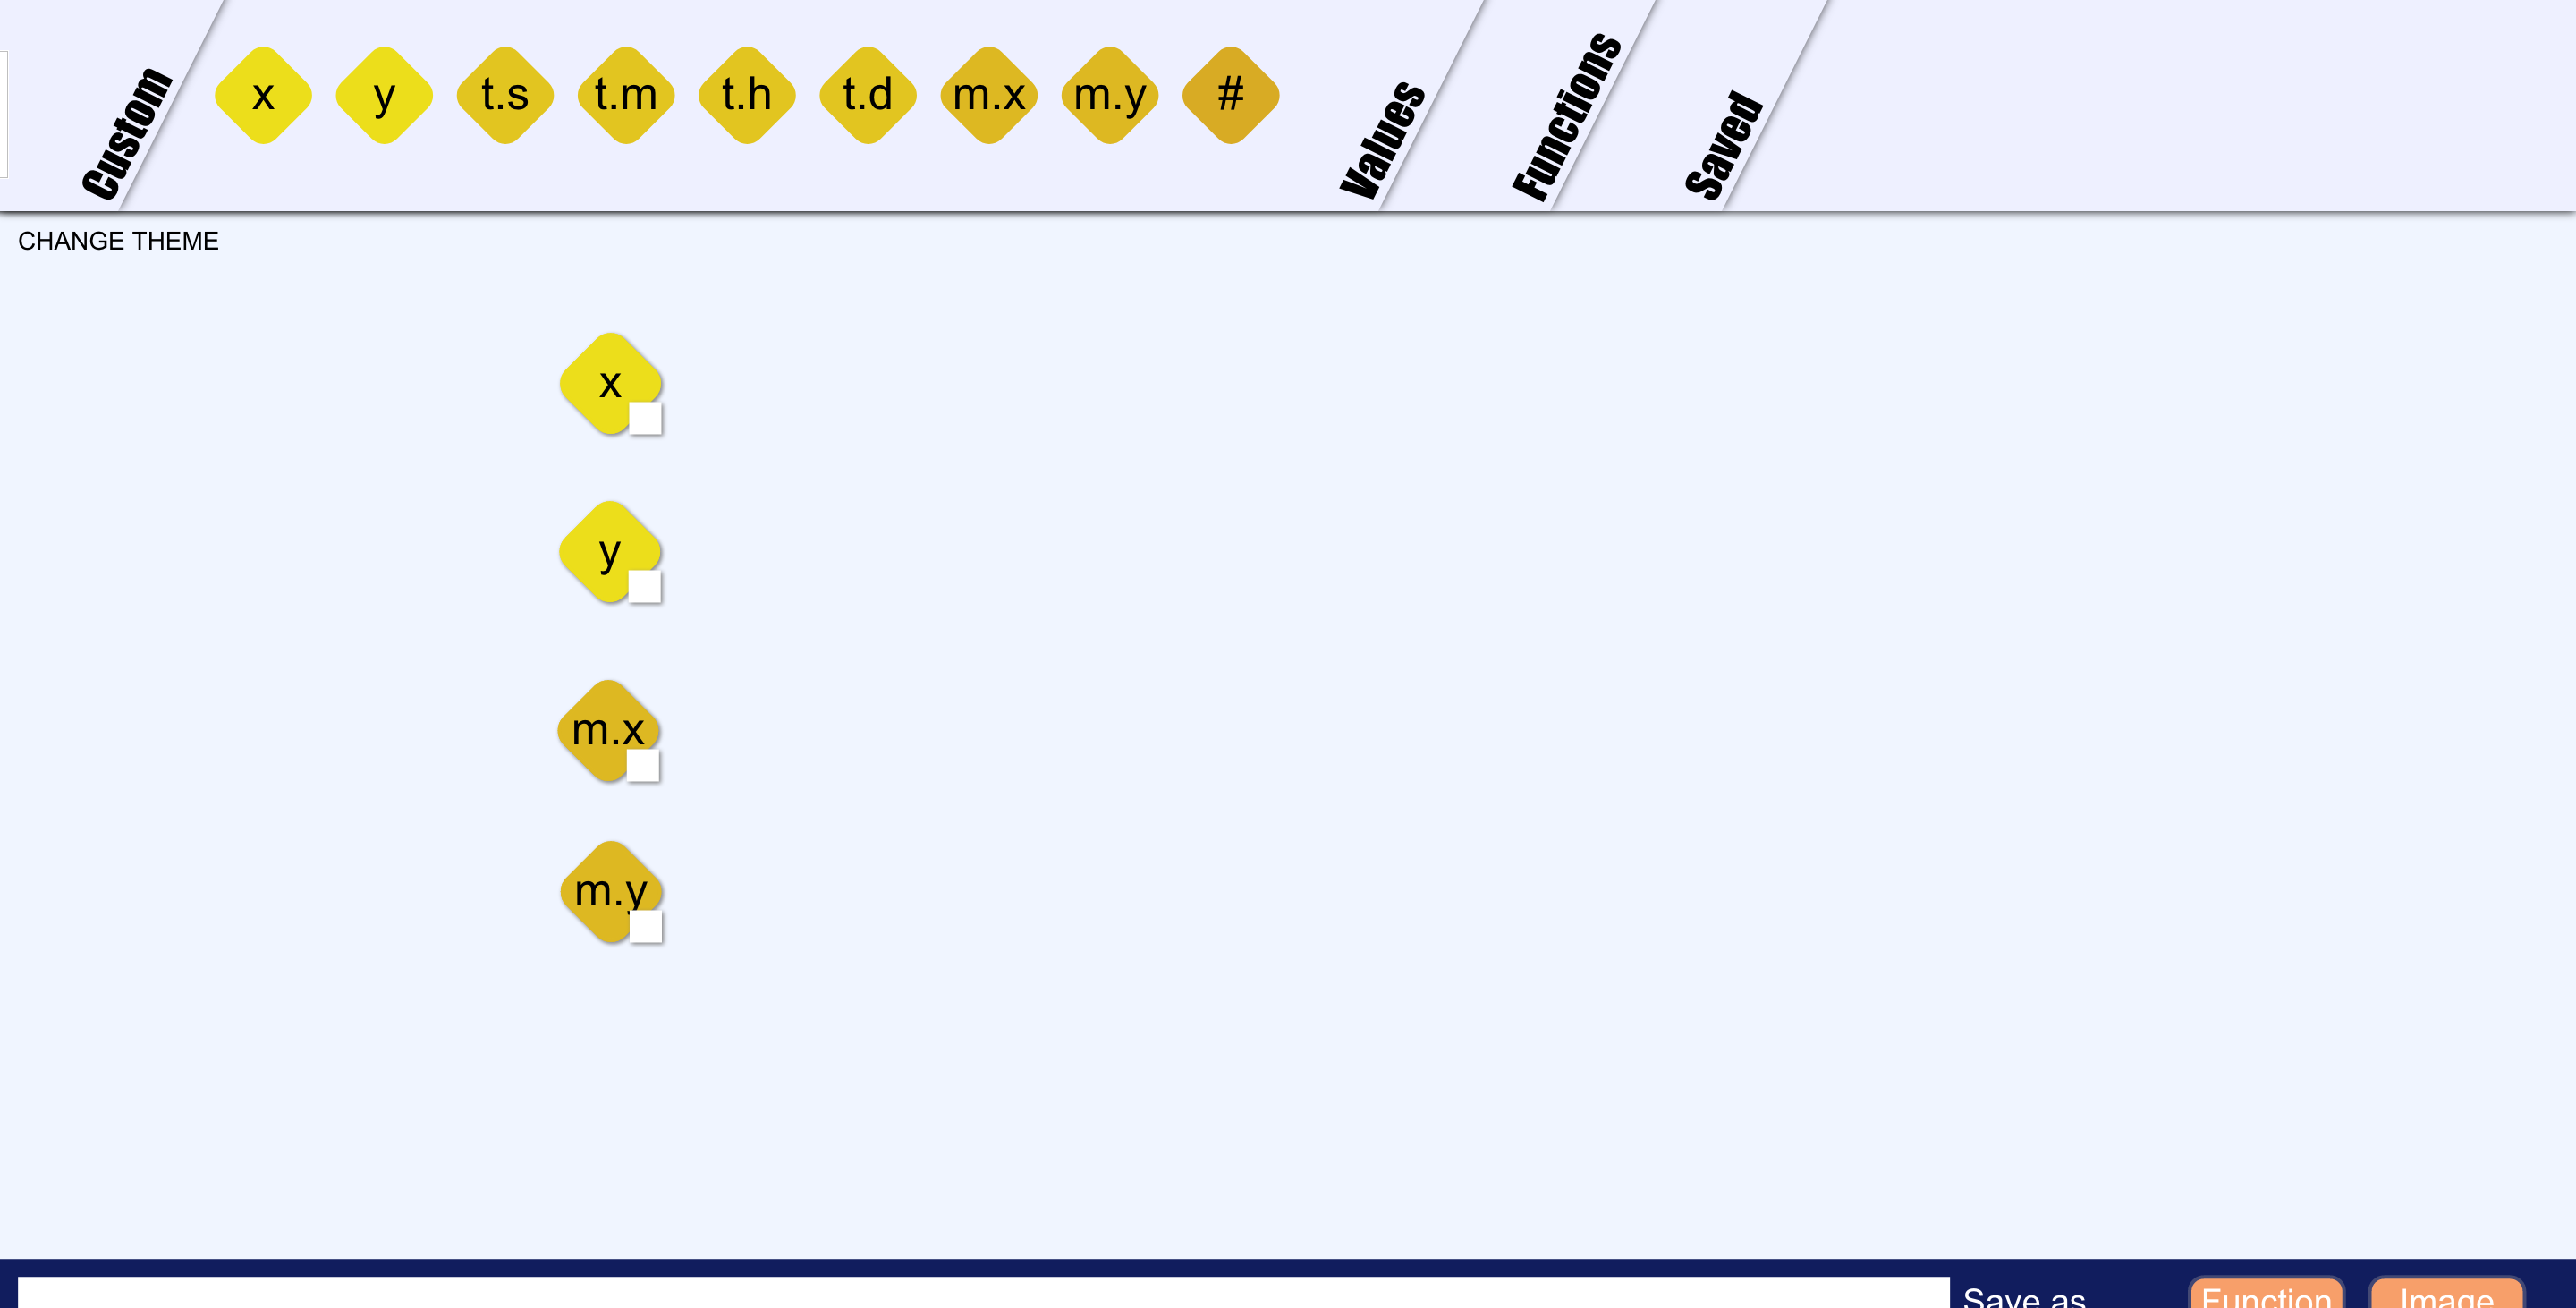 Custom
x y t.s t.m t.h t.d m.x m.y #
Values
Functions
Saved
CHANGE THEME
x
y
m.x
m.y
Save as
Function
Image